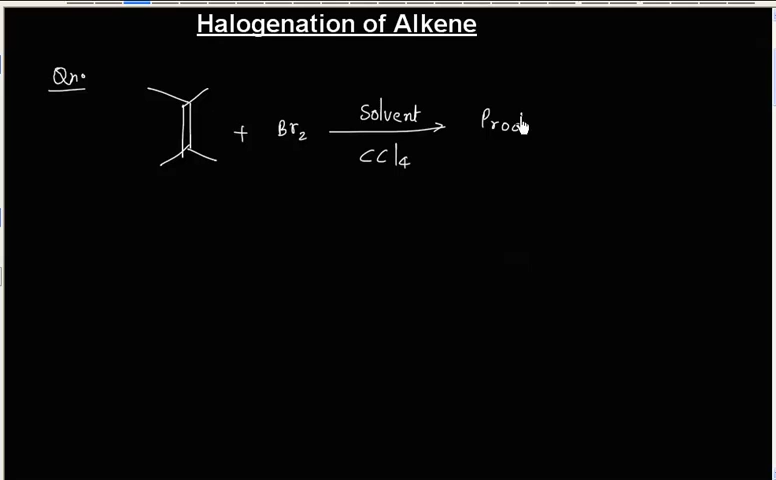 Halogenation of Alkene
Qn.
+ Br2 Solvent Prod
CCl4